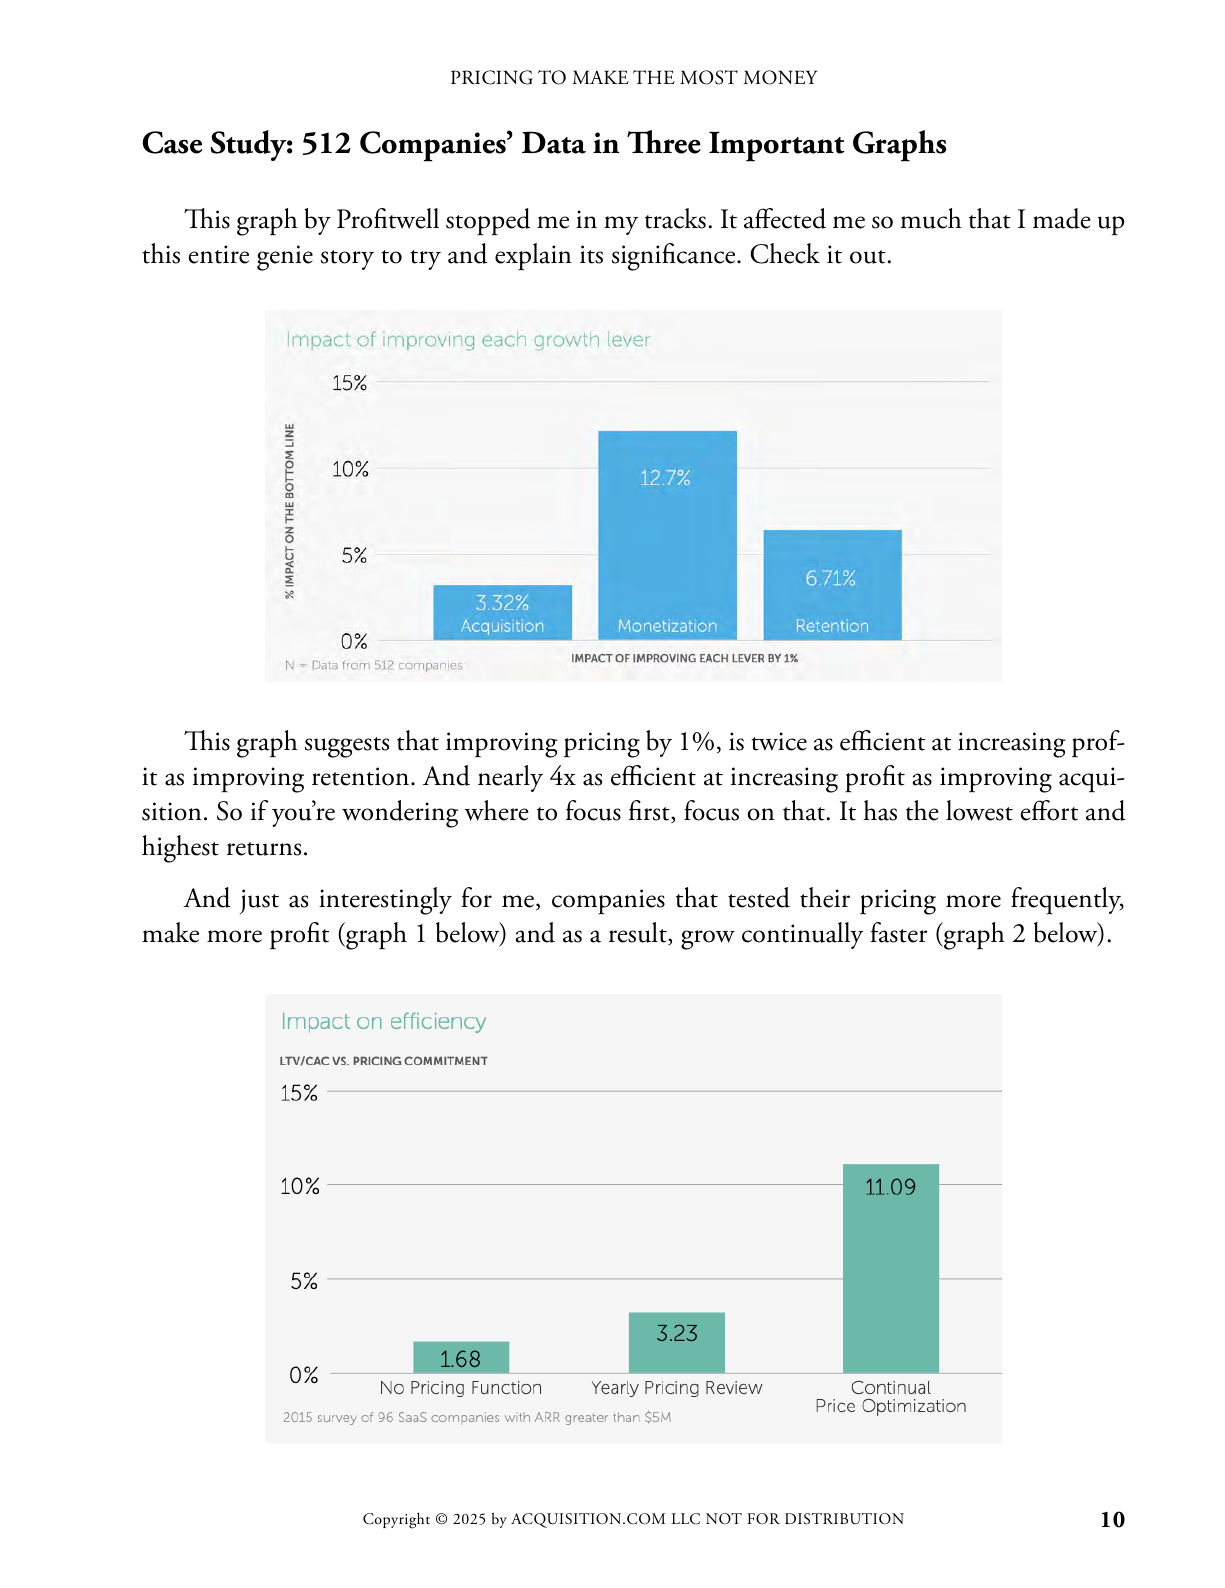 PRICING TO MAKE THE MOST MONEY
Case Study: 512 Companies’ Data in Three Important Graphs
This graph by Profitwell stopped me in my tracks. It affected me so much that I made up
this entire genie story to try and explain its significance. Check it out.
Impact of improving each growth lever
15%
10%
5%
0%
% IMPACT ON THE BOTTOM LINE
3.32%
Acquisition
12.7%
Monetization
6.71%
Retention
IMPACT OF IMPROVING EACH LEVER BY 1%
N = Data from 512 companies
This graph suggests that improving pricing by 1%, is twice as efficient at increasing prof-
it as improving retention. And nearly 4x as efficient at increasing profit as improving acqui-
sition. So if you’re wondering where to focus first, focus on that. It has the lowest effort and
highest returns.
And just as interestingly for me, companies that tested their pricing more frequently,
make more profit (graph 1 below) and as a result, grow continually faster (graph 2 below).
Impact on efficiency
LTV/CAC VS. PRICING COMMITMENT
15%
10%
5%
0%
1.68
3.23
11.09
No Pricing Function
Yearly Pricing Review
Continual
Price Optimization
2015 survey of 96 SaaS companies with ARR greater than $5M
Copyright © 2025 by ACQUISITION.COM LLC NOT FOR DISTRIBUTION
10